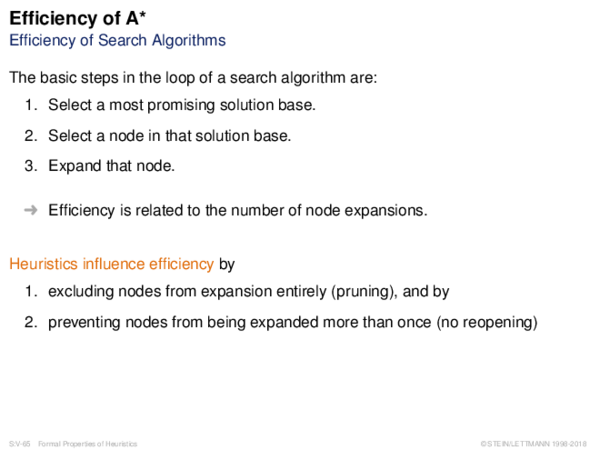 Efficiency of A*
Efficiency of Search Algorithms
The basic steps in the loop of a search algorithm are:
1. Select a most promising solution base.
2. Select a node in that solution base.
3. Expand that node.
➜ Efficiency is related to the number of node expansions.
Heuristics influence efficiency by
1. excluding nodes from expansion entirely (pruning), and by
2. preventing nodes from being expanded more than once (no reopening)
S:V-65 Formal Properties of Heuristics
© STEIN/LETTMANN 1998-2018